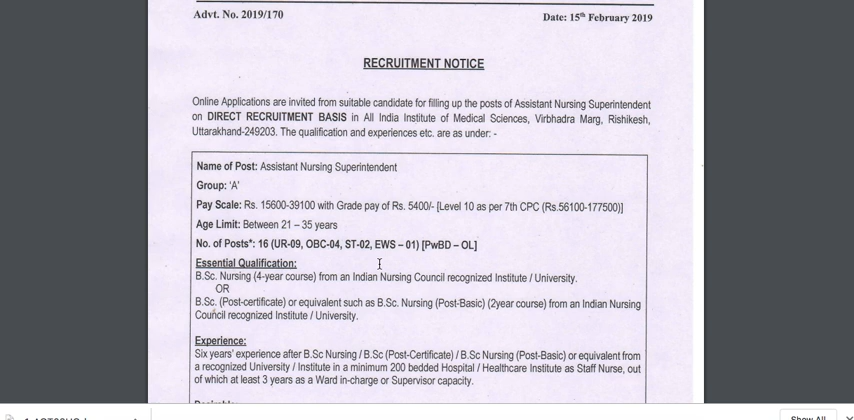 Advt. No. 2019/170
Date: 15th February 2019
RECRUITMENT NOTICE
Online Applications are invited from suitable candidate for filling up the posts of Assistant Nursing Superintendent
on DIRECT RECRUITMENT BASIS in All India Institute of Medical Sciences, Virbhadra Marg, Rishikesh,
Uttarakhand-249203. The qualification and experiences etc. are as under: -
Name of Post: Assistant Nursing Superintendent
Group: 'A'
Pay Scale: Rs. 15600-39100 with Grade pay of Rs. 5400/- [Level 10 as per 7th CPC (Rs.56100-177500)]
Age Limit: Between 21 – 35 years
No. of Posts*: 16 (UR-09, OBC-04, ST-02, EWS – 01) [PwBD – OL]
Essential Qualification:
B.Sc. Nursing (4-year course) from an Indian Nursing Council recognized Institute / University.
OR
B.Sc. (Post-certificate) or equivalent such as B.Sc. Nursing (Post-Basic) (2year course) from an Indian Nursing
Council recognized Institute / University.
Experience:
Six years' experience after B.Sc Nursing / B.Sc (Post-Certificate) / B.Sc Nursing (Post-Basic) or equivalent from
a recognized University / Institute in a minimum 200 bedded Hospital / Healthcare Institute as Staff Nurse, out
of which at least 3 years as a Ward in-charge or Supervisor capacity.
Show All